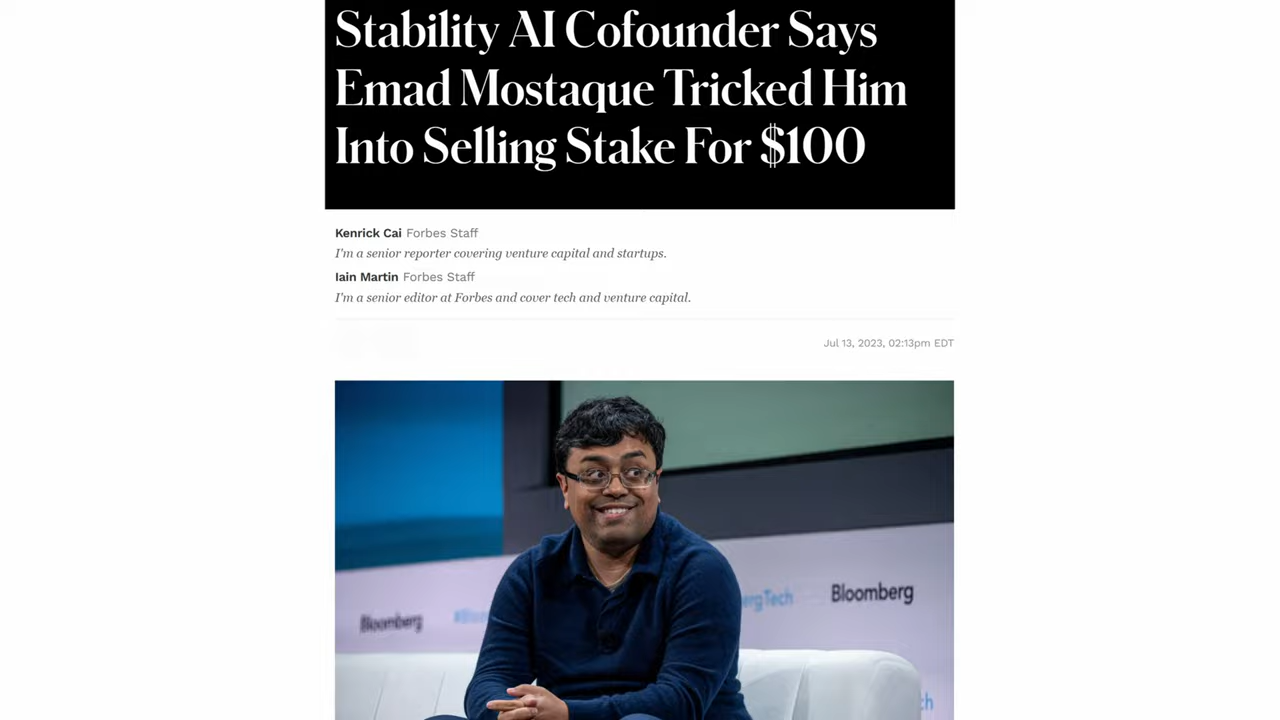 Stability AI Cofounder Says
Emad Mostaque Tricked Him
Into Selling Stake For $100
Kenrick Cai Forbes Staff
I'm a senior reporter covering venture capital and startups.
Iain Martin Forbes Staff
I'm a senior editor at Forbes and cover tech and venture capital.
Jul 13, 2023, 02:13pm EDT
Bloomberg
ergTech
Bloomberg